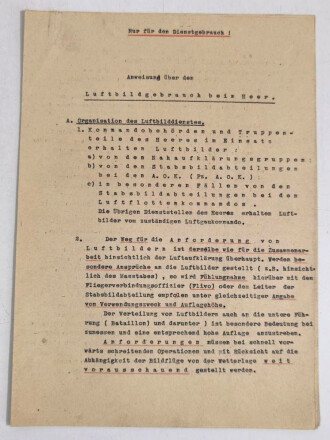 Nur für den Dienstgebrauch !
Anweisung über den
Luftbildgebrauch beim Heer.
A. Organisation des Luftbilddienstes.
1. Kommandobehörden und Truppen-
teile des Heeres im Einsatz
erhalten Luftbilder :
a) von den Nahaufklärungsgruppen;
b) von den Stabsbildabteilungen
bei den A.O.K. ( Pz. A.O.K. )
c) in besonderen Fällen von den
Stabsbildabteilungen bei den
Luftflottenkommandos .
Die übrigen Dienststellen des Heeres erhalten Luft-
bilder vom zuständigen Luftgaukommando.
2. Der Weg für die Anforderung von
Luftbildern ist derselbe wie für die Zusammenar-
beit hinsichtlich der Luftaufklärung überhaupt. Werden be-
sondere Ansprüche an die Luftbilder gestellt ( z.B. hinsicht-
lich des Masstabes ), so wird Fühlungnahme hierüber mit dem
Fliegerverbindungsoffizier (Flivo) oder dem Leiter der
Stabsbildabteilung empfohlen unter gleichzeitiger Angabe
von Verwendungszweck und Auflagehöhe.
Der Verteilung von Luftbildern auch an die untere Füh-
rung ( Bataillon) und darunter ) ist besondere Bedeutung bei
zumessen und eine entsprechend hohe Auflage anzustreben.
Anforderungen müssen bei schnell vor-
wärts schreitenden Operationen und mit Rücksicht auf die
Abhängigkeit der Bildflüge von der Wetterlage weit
vorausschauend gestellt werden.